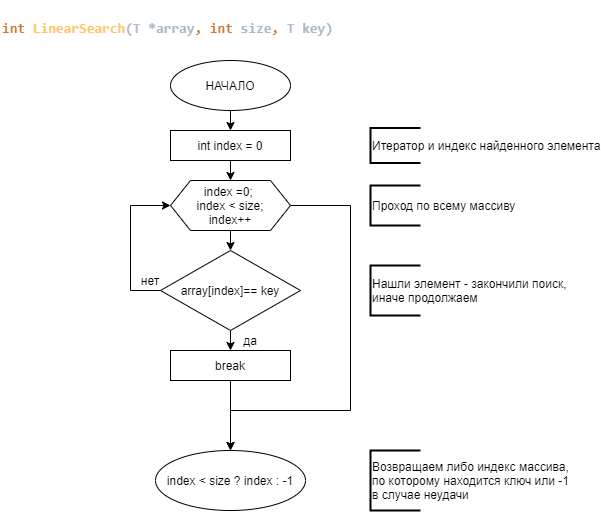 int LinearSearch(T *array, int size, T key)
НАЧАЛО
int index = 0
Итератор и индекс найденного элемента
index =0;
index < size;
index++
Проход по всему массиву
нет
array[index]== key
Нашли элемент - закончили поиск,
иначе продолжаем
да
break
index < size ? index : -1
Возвращаем либо индекс массива,
по которому находится ключ или -1
в случае неудачи